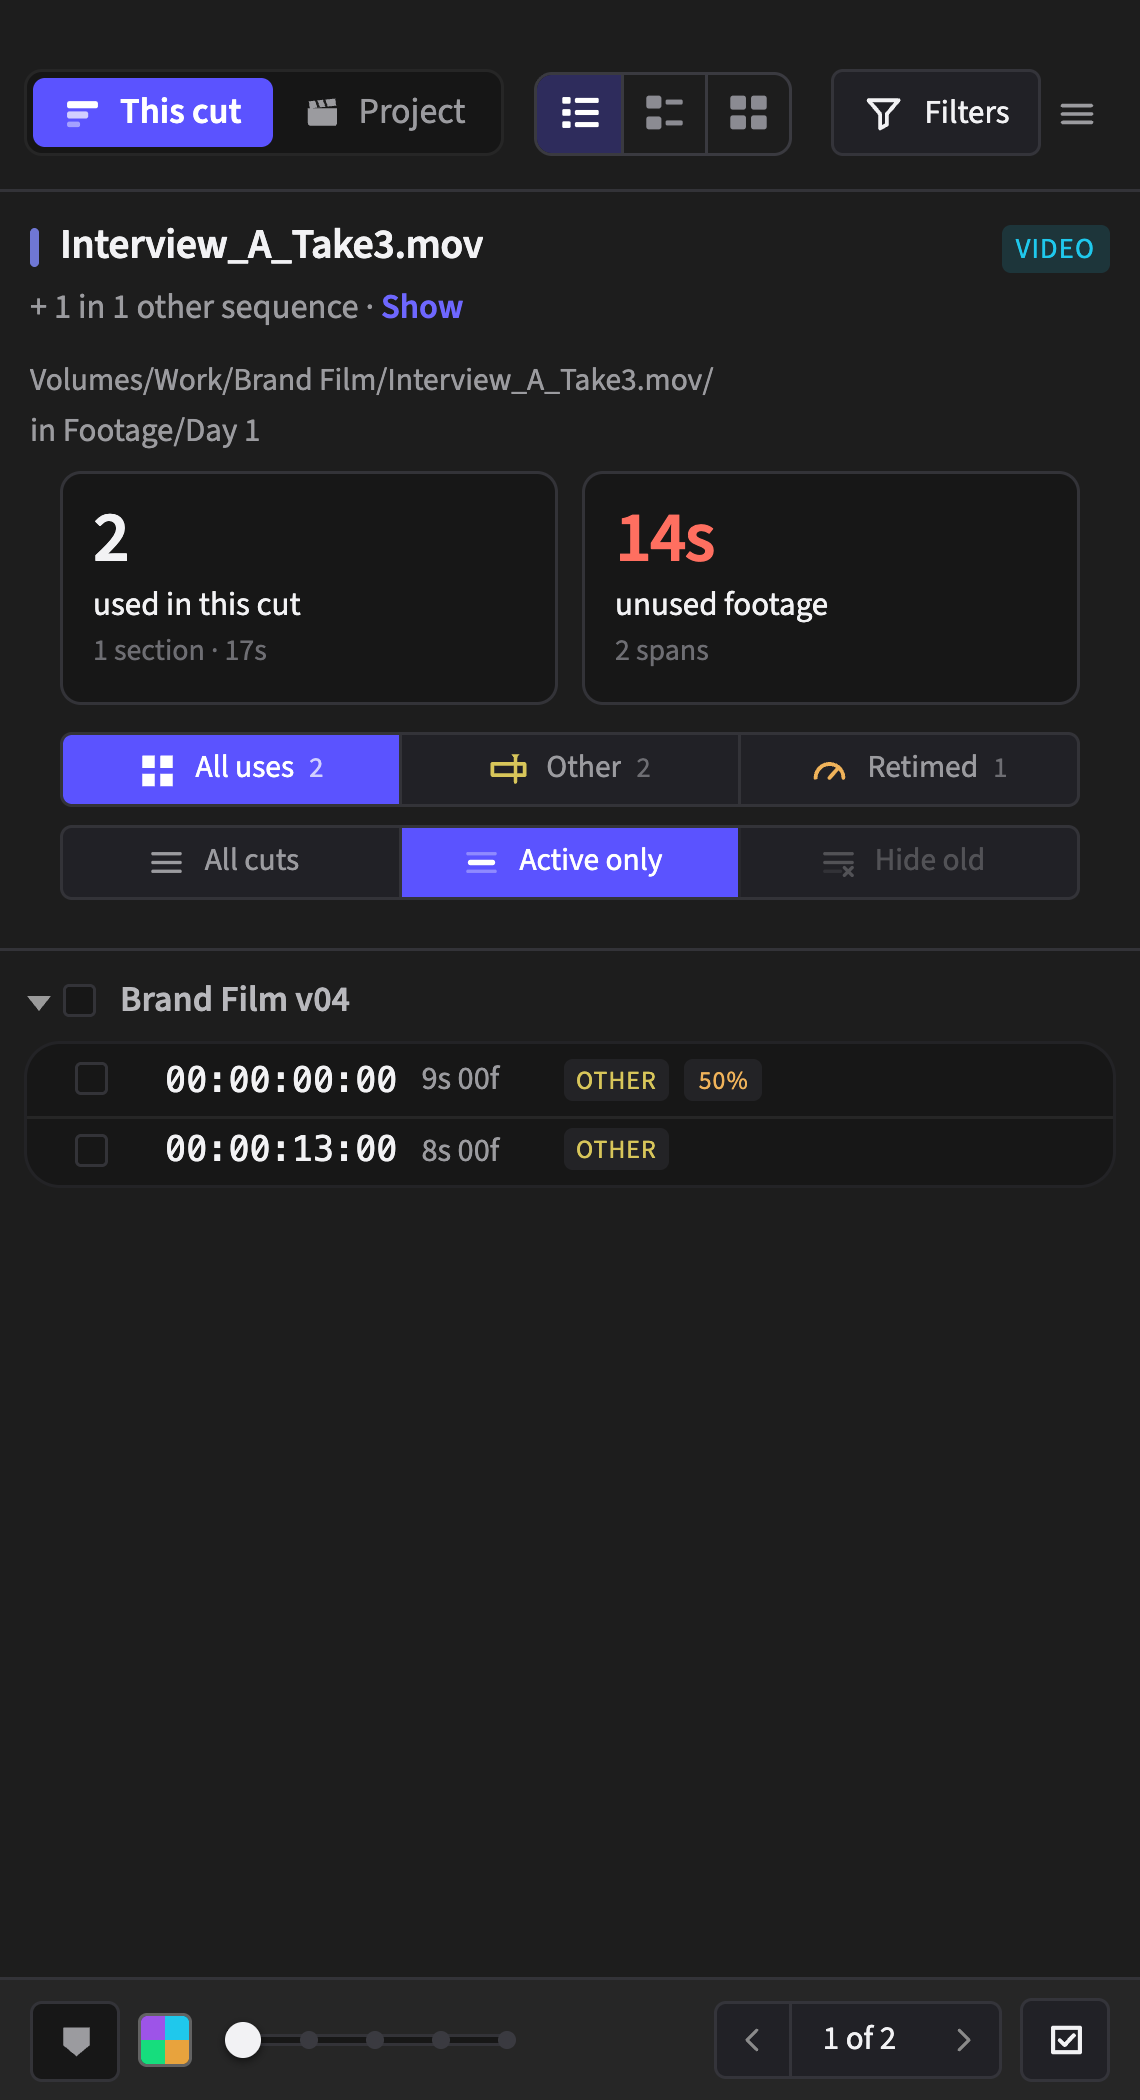 This cut Project Filters
Interview_A_Take3.mov VIDEO
+ 1 in 1 other sequence · Show
Volumes/Work/Brand Film/Interview_A_Take3.mov/
in Footage/Day 1
2
used in this cut
1 section · 17s
14s
unused footage
2 spans
All uses 2 Other 2 Retimed 1
All cuts Active only Hide old
Brand Film v04
00:00:00:00 9s 00f OTHER 50%
00:00:13:00 8s 00f OTHER
1 of 2